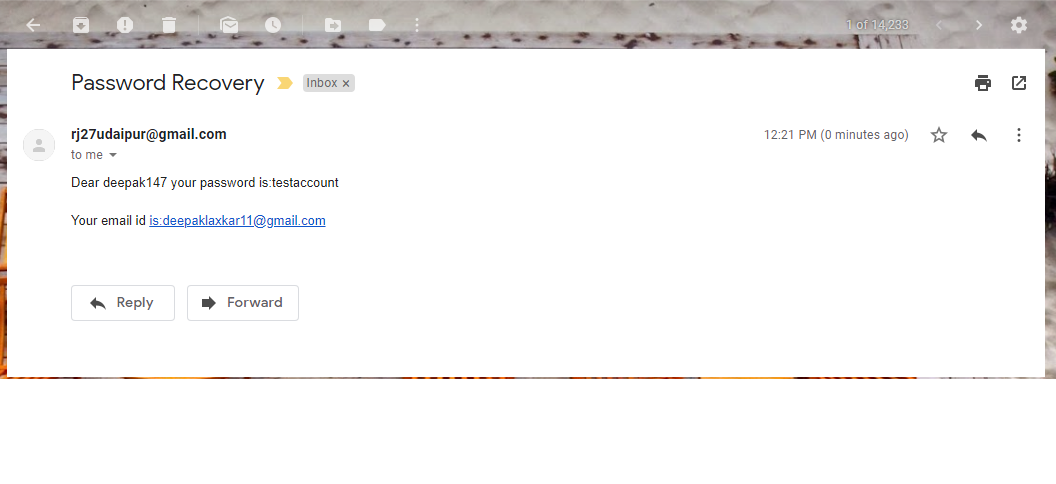 1 of 14,233
Password Recovery
Inbox ×
rj27udaipur@gmail.com
12:21 PM (0 minutes ago)
to me
Dear deepak147 your password is:testaccount
Your email id is:deepaklaxkar11@gmail.com
Reply
Forward